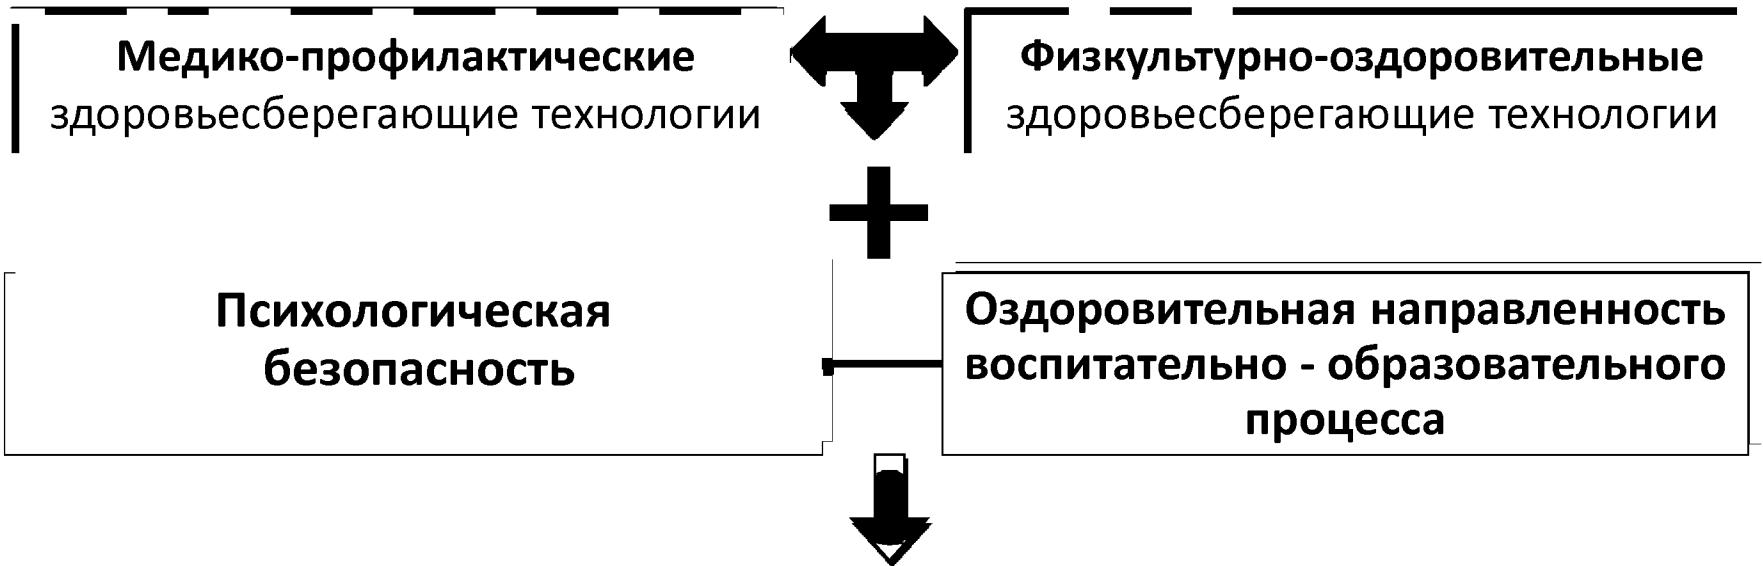 Медико-профилактические
здоровьесберегающие технологии
Физкультурно-оздоровительные
здоровьесберегающие технологии
Психологическая
безопасность
Оздоровительная направленность
воспитательно - образовательного
процесса